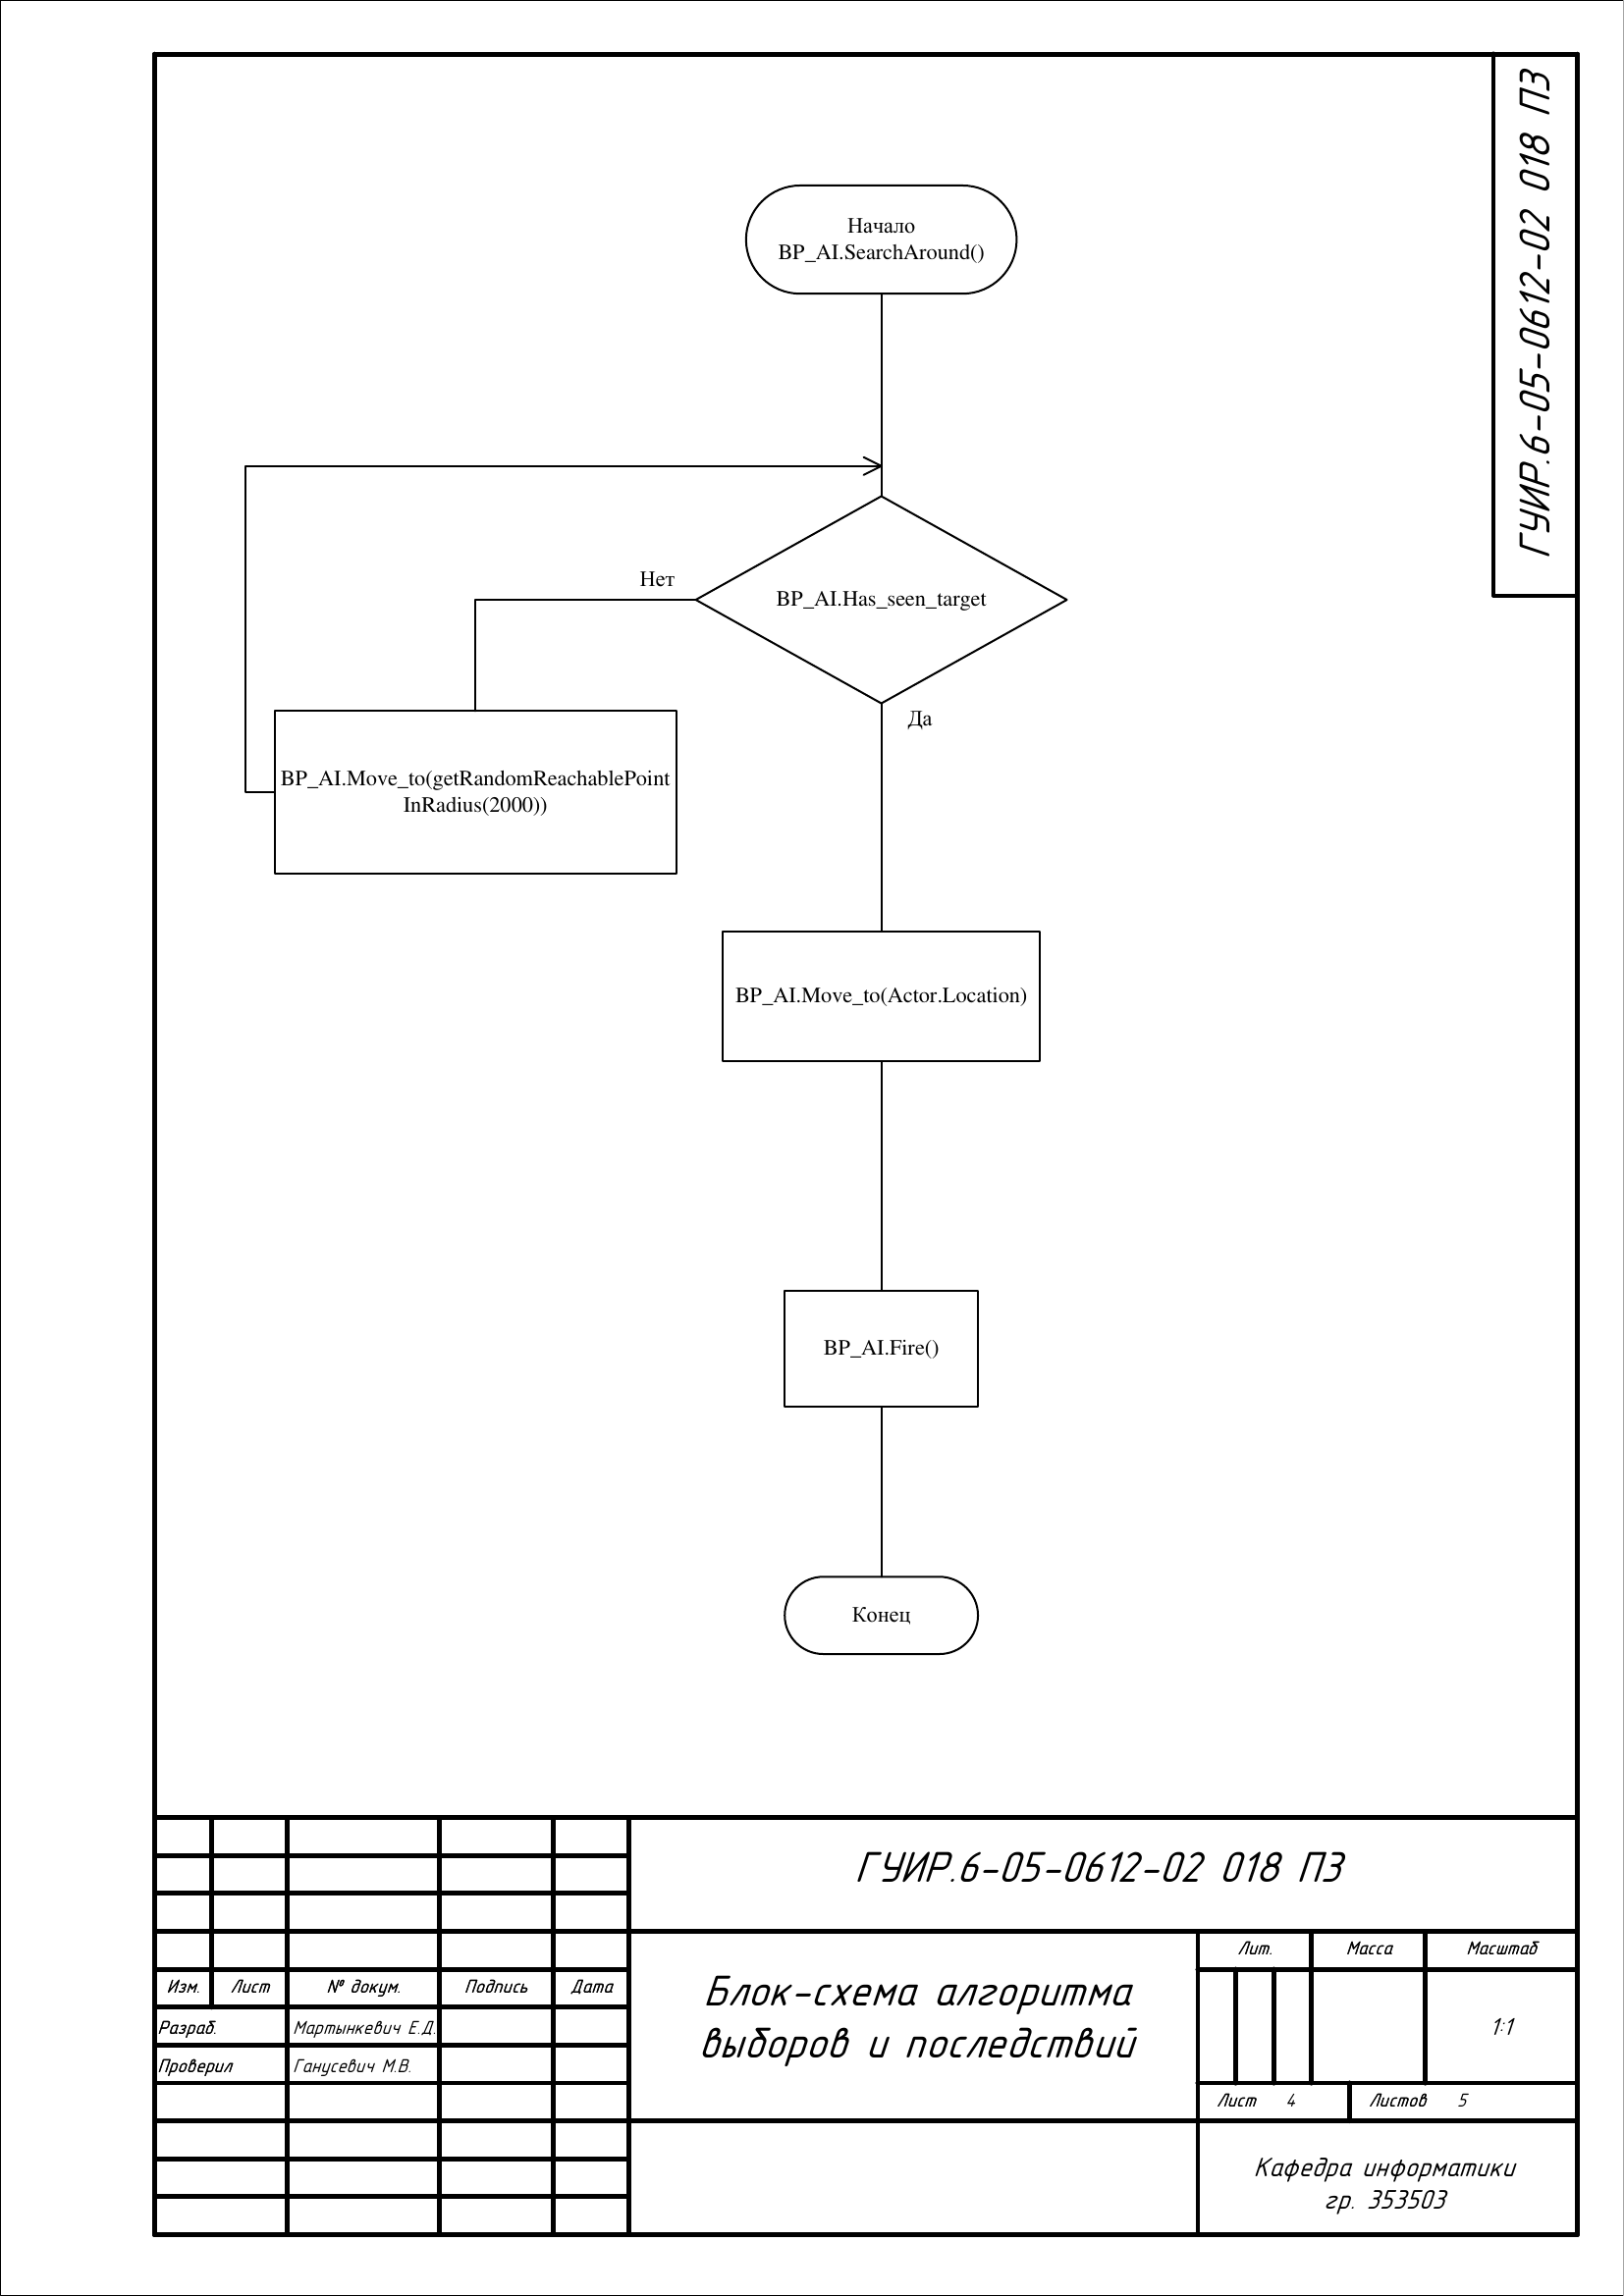 ГУИР.6-05-0612-02 018 ПЗ
Начало
BP_AI.SearchAround()
Нет
BP_AI.Has_seen_target
Да
BP_AI.Move_to(getRandomReachablePoint
InRadius(2000))
BP_AI.Move_to(Actor.Location)
BP_AI.Fire()
Конец
ГУИР.6-05-0612-02 018 ПЗ
Изм. Лист № докум. Подпись Дата
Разраб. Мартынкевич Е.Д.
Проверил Ганусевич М.В.
Блок-схема алгоритма
выборов и последствий
Лит. Масса Масштаб
1:1
Лист 4 Листов 5
Кафедра информатики
гр. 353503